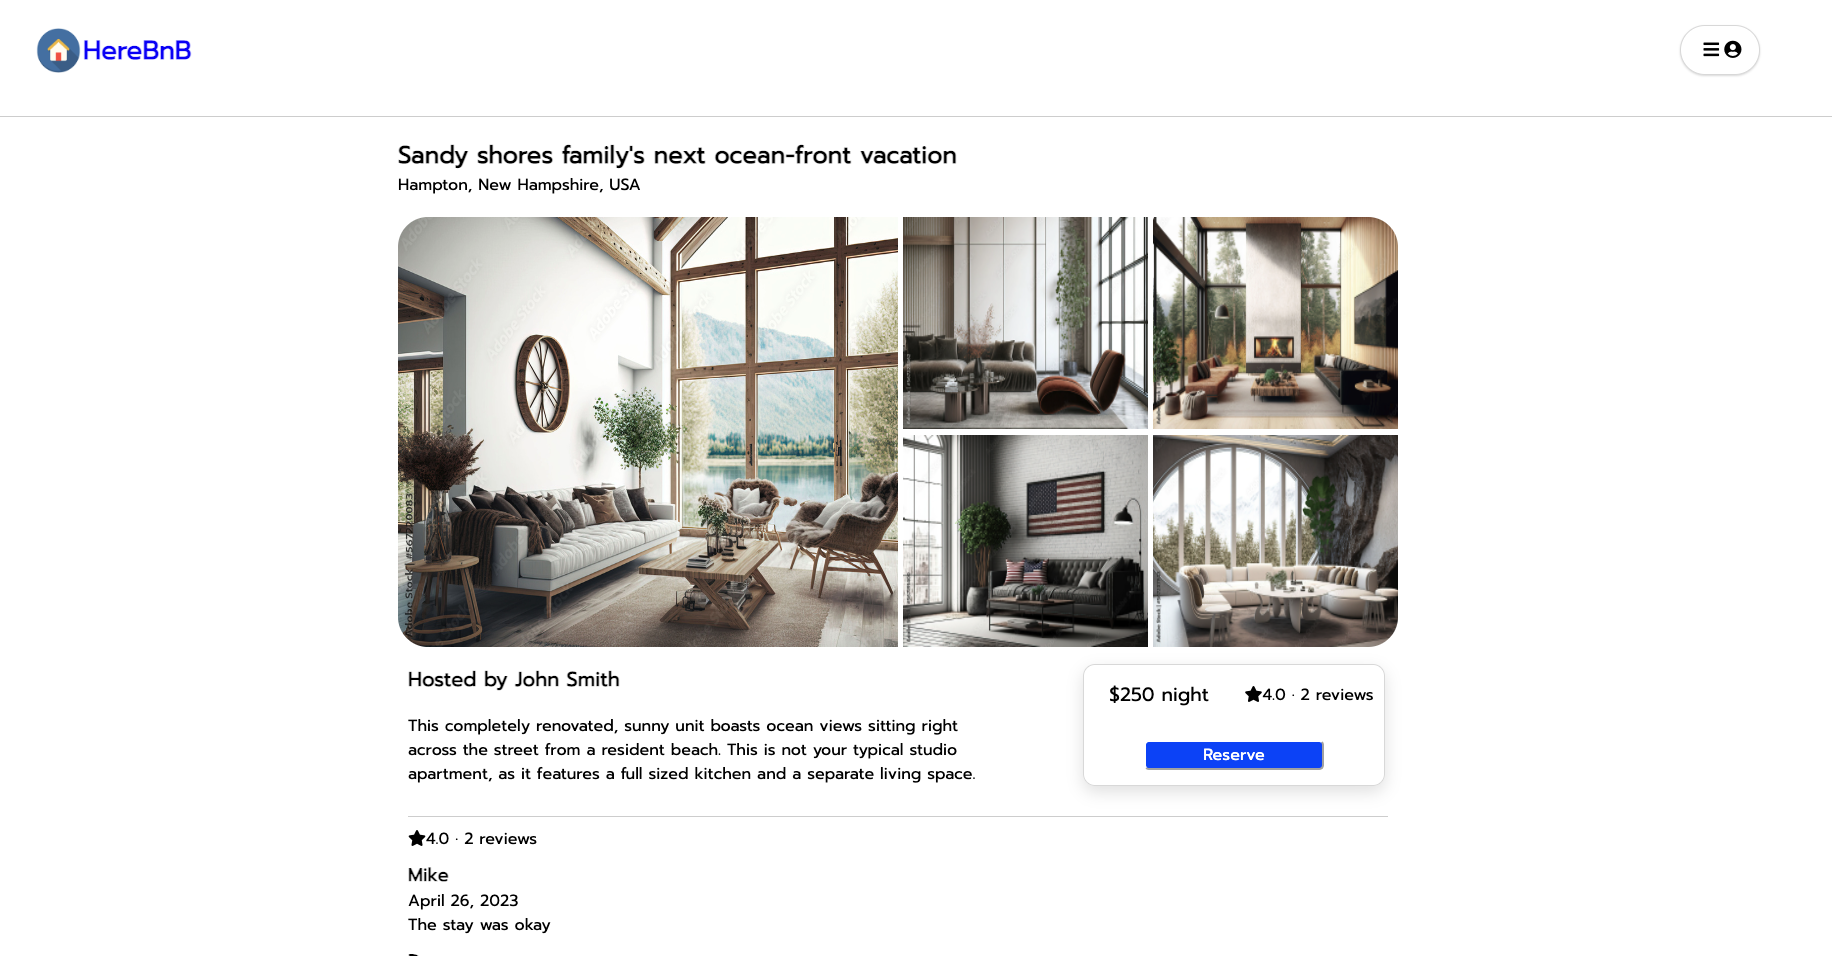 HereBnB
Sandy shores family's next ocean-front vacation
Hampton, New Hampshire, USA
Hosted by John Smith
This completely renovated, sunny unit boasts ocean views sitting right
across the street from a resident beach. This is not your typical studio
apartment, as it features a full sized kitchen and a separate living space.
$250 night
4.0 · 2 reviews
Reserve
4.0 · 2 reviews
Mike
April 26, 2023
The stay was okay